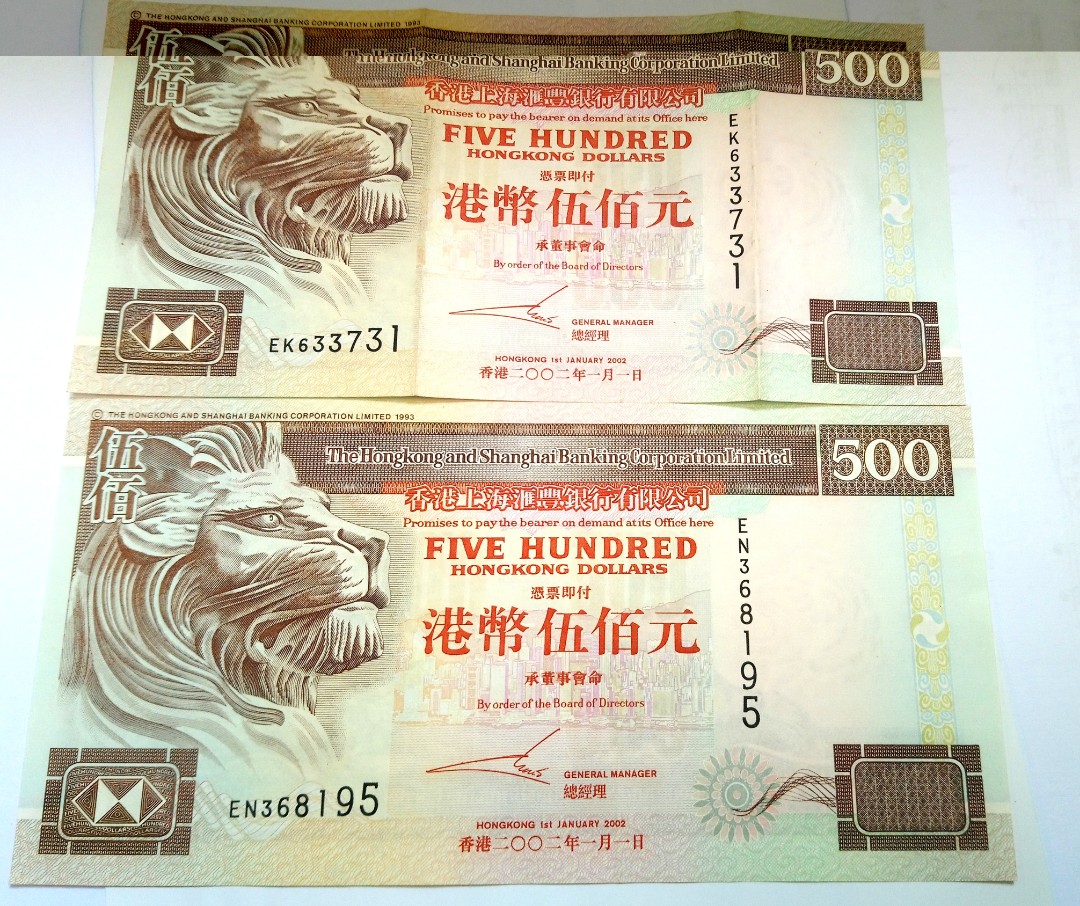 © THE HONGKONG AND SHANGHAI BANKING CORPORATION LIMITED 1993
伍佰
The Hongkong and Shanghai Banking Corporation Limited
500
香港上海滙豐銀行有限公司
Promises to pay the bearer on demand at its Office here
FIVE HUNDRED
HONGKONG DOLLARS
憑票即付
港幣伍佰元
承董事會命
By order of the Board of Directors
EK633731
GENERAL MANAGER
總經理
EK633731
HONGKONG 1st JANUARY 2002
香港二〇〇二年一月一日
© THE HONGKONG AND SHANGHAI BANKING CORPORATION LIMITED 1993
伍佰
The Hongkong and Shanghai Banking Corporation Limited
500
香港上海滙豐銀行有限公司
Promises to pay the bearer on demand at its Office here
FIVE HUNDRED
HONGKONG DOLLARS
憑票即付
港幣伍佰元
承董事會命
By order of the Board of Directors
EN368195
GENERAL MANAGER
總經理
EN368195
HONGKONG 1st JANUARY 2002
香港二〇〇二年一月一日